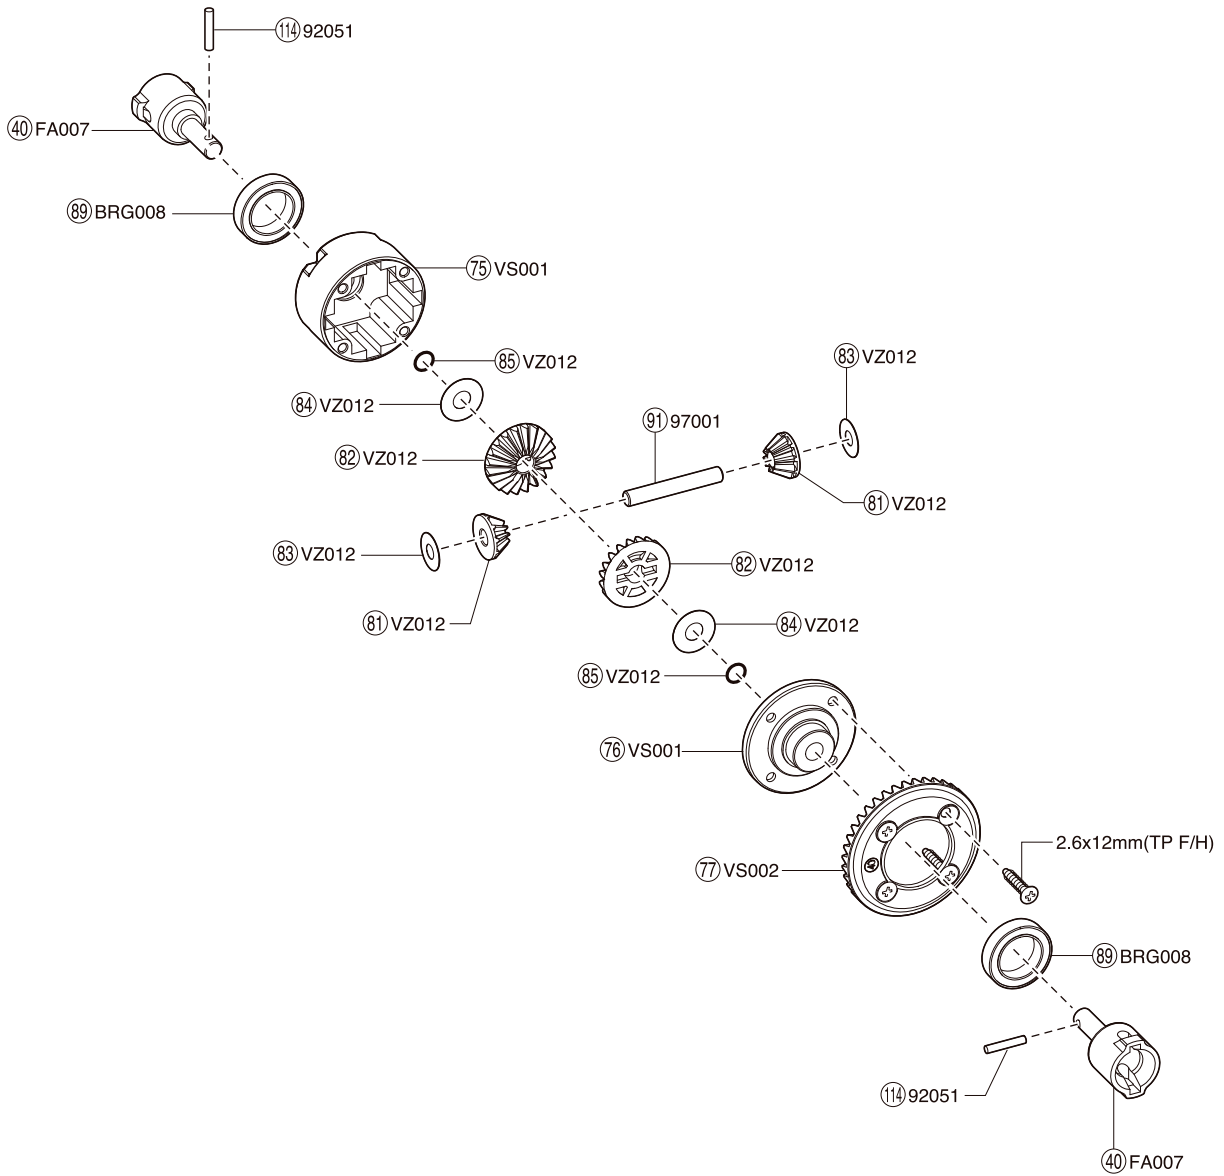 114 92051
40 FA007
89 BRG008
75 VS001
85 VZ012
83 VZ012
84 VZ012
91 97001
82 VZ012
81 VZ012
83 VZ012
82 VZ012
81 VZ012
84 VZ012
85 VZ012
76 VS001
2.6x12mm(TP F/H)
77 VS002
89 BRG008
114 92051
40 FA007